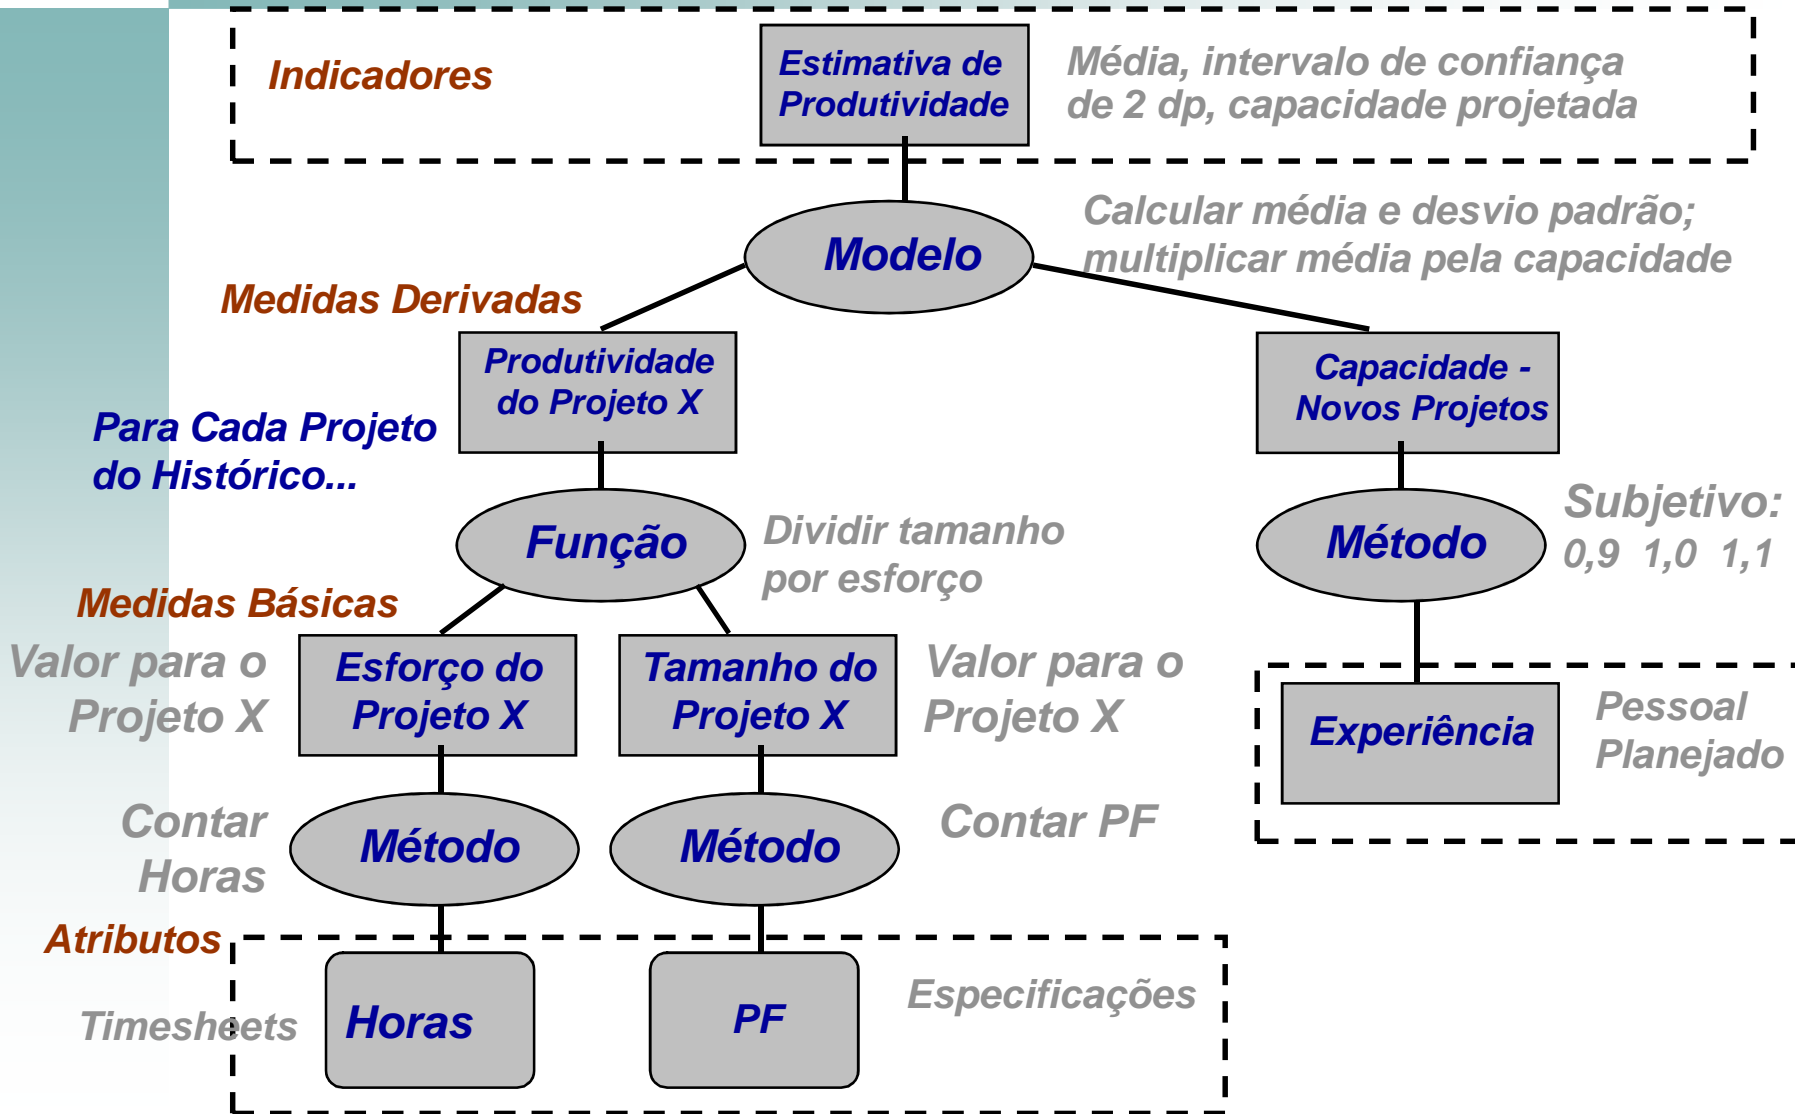 Indicadores
Estimativa de
Produtividade
Média, intervalo de confiança
de 2 dp, capacidade projetada
Modelo
Calcular média e desvio padrão;
multiplicar média pela capacidade
Medidas Derivadas
Produtividade
do Projeto X
Capacidade -
Novos Projetos
Para Cada Projeto
do Histórico...
Função
Dividir tamanho
por esforço
Método
Subjetivo:
0,9 1,0 1,1
Medidas Básicas
Valor para o
Projeto X
Esforço do
Projeto X
Tamanho do
Projeto X
Valor para o
Projeto X
Experiência
Pessoal
Planejado
Contar
Horas
Método
Método
Contar PF
Atributos
Timesheets
Horas
PF
Especificações